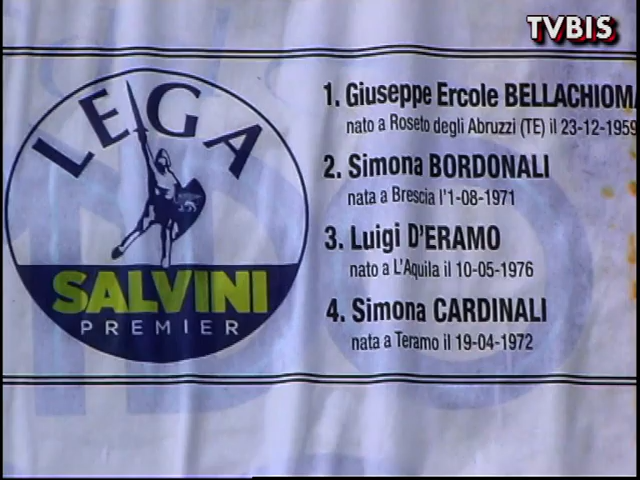 TVBIS
LEGA
SALVINI
PREMIER
1. Giuseppe Ercole BELLACHIOM
nato a Roseto degli Abruzzi (TE) il 23-12-1959
2. Simona BORDONALI
nata a Brescia l'1-08-1971
3. Luigi D'ERAMO
nato a L'Aquila il 10-05-1976
4. Simona CARDINALI
nata a Teramo il 19-04-1972